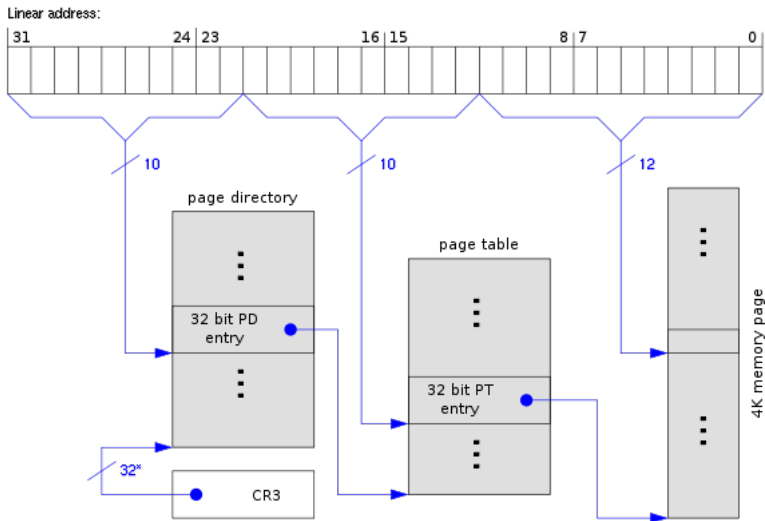 Linear address:
31 24 23 16 15 8 7 0
10 10 12
page directory
page table
32 bit PD
entry
32 bit PT
entry
4K memory page
32*
CR3